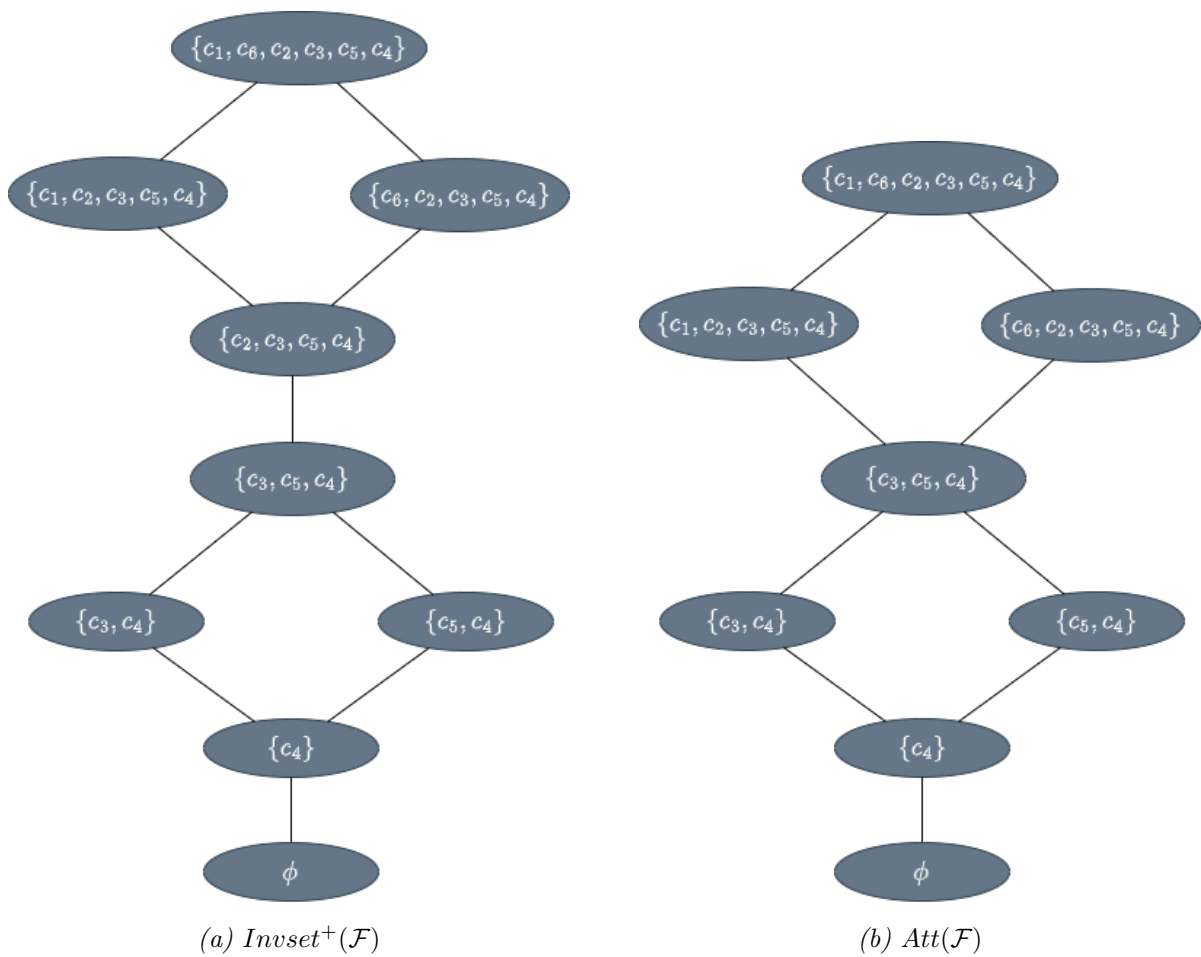 {c₁, c₆, c₂, c₃, c₅, c₄}
{c₁, c₂, c₃, c₅, c₄}
{c₆, c₂, c₃, c₅, c₄}
{c₂, c₃, c₅, c₄}
{c₃, c₅, c₄}
{c₃, c₄}
{c₅, c₄}
{c₄}
ϕ
(a) Invset⁺(ℱ)
{c₁, c₆, c₂, c₃, c₅, c₄}
{c₁, c₂, c₃, c₅, c₄}
{c₆, c₂, c₃, c₅, c₄}
{c₃, c₅, c₄}
{c₃, c₄}
{c₅, c₄}
{c₄}
ϕ
(b) Att(ℱ)